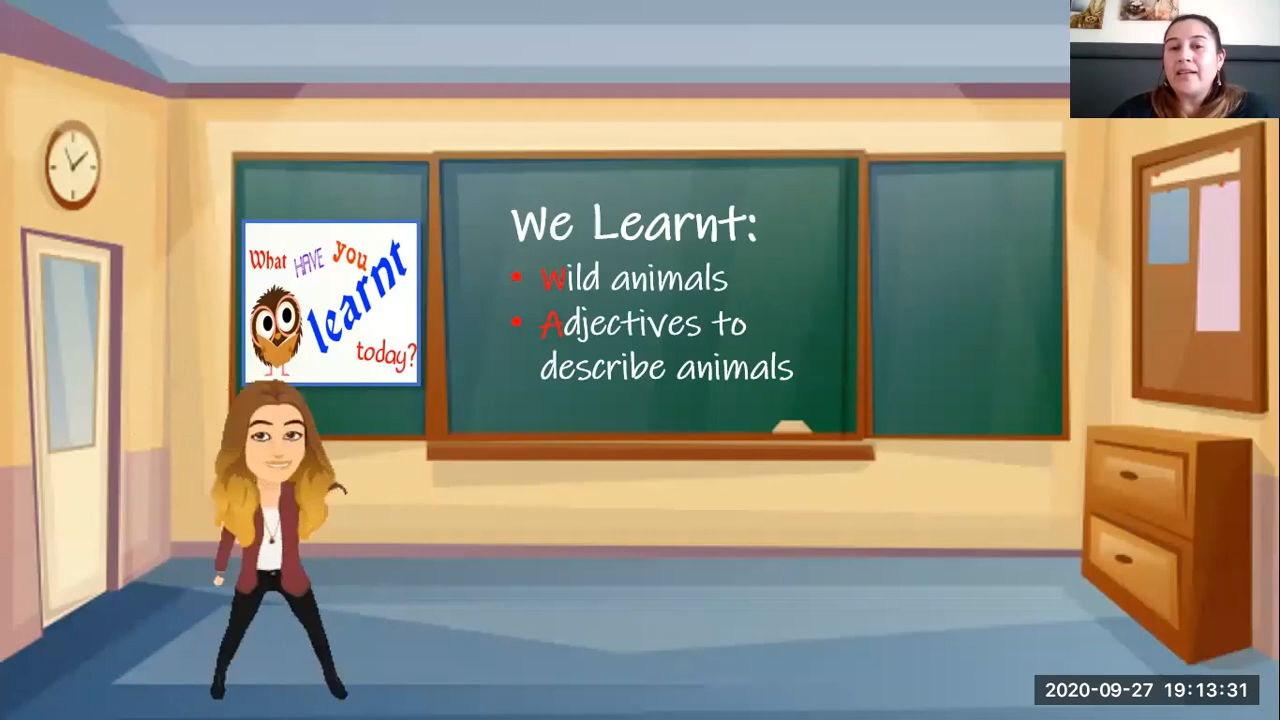 What HAVE you
learnt
today?
We Learnt:
• Wild animals
• Adjectives to
describe animals
2020-09-27 19:13:31